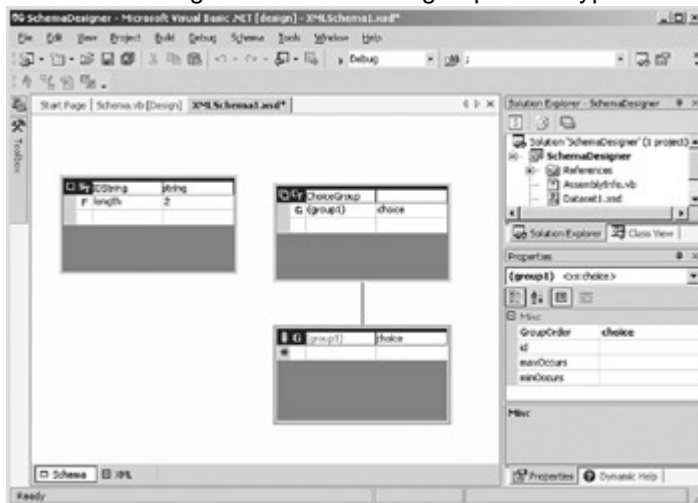 SchemaDesigner - Microsoft Visual Basic .NET [design] - XMLSchema1.xsd*
File Edit View Project Build Debug Schema Tools Window Help
Debug
Start Page | Schema.vb [Design] XMLSchema1.xsd*
Toolbox
IDString string
F length 2
CT ChoiceGroup
G (group1) choice
G (group1) choice
Solution Explorer - SchemaDesigner
Solution 'SchemaDesigner' (1 project)
SchemaDesigner
References
AssemblyInfo.vb
Dataset1.xsd
Solution Explorer Class View
Properties
(group1) <xs:choice>
Misc
GroupOrder choice
id
maxOccurs
minOccurs
Misc
Schema XML
Properties Dynamic Help
Ready